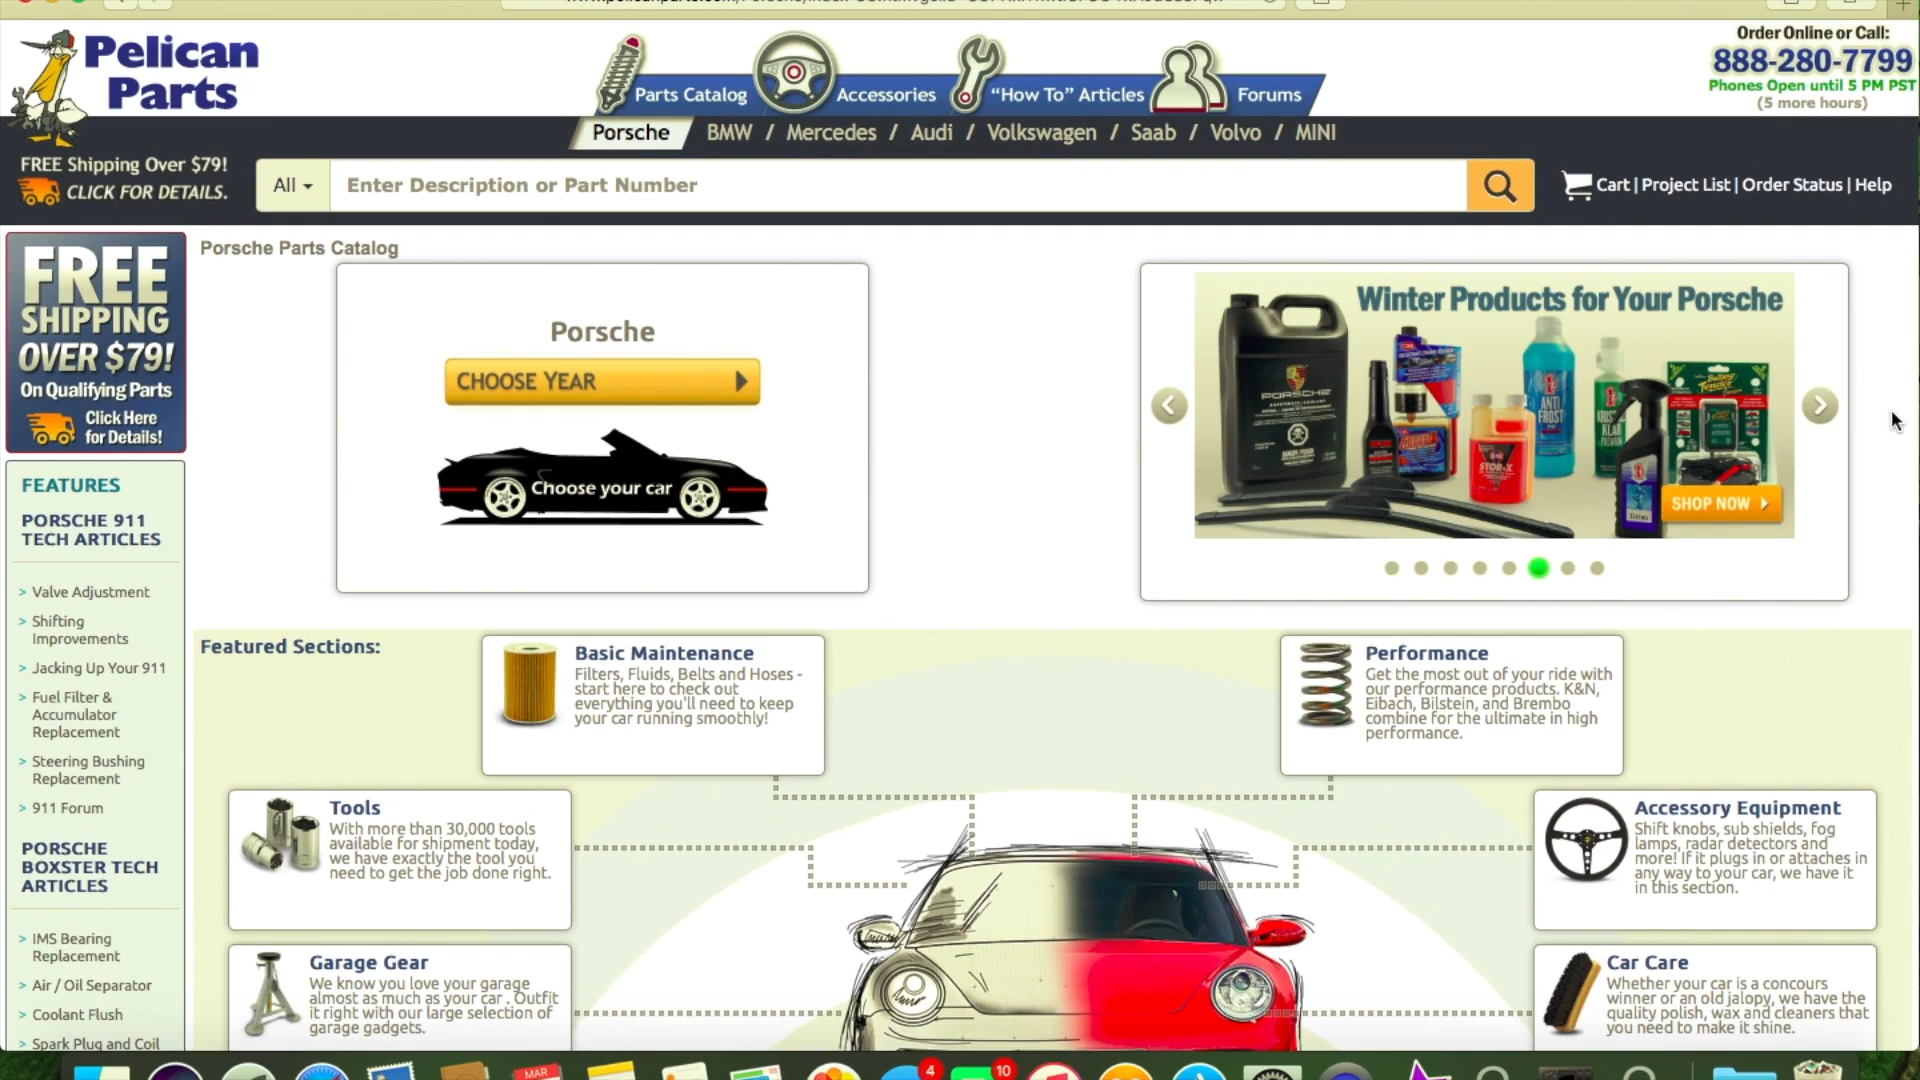 Pelican
Parts
Parts Catalog
Accessories
“How To” Articles
Forums
Order Online or Call:
888-280-7799
Phones Open until 5 PM PST
(5 more hours)
Porsche
BMW / Mercedes / Audi / Volkswagen / Saab / Volvo / MINI
FREE Shipping Over $79!
CLICK FOR DETAILS.
All
Enter Description or Part Number
Cart | Project List | Order Status | Help
FREE
SHIPPING
OVER $79!
On Qualifying Parts
Click Here
for Details!
Porsche Parts Catalog
Porsche
CHOOSE YEAR
Choose your car
Winter Products for Your Porsche
PORSCHE
STOR-X
ANTI
FROST
SHOP NOW
FEATURES
PORSCHE 911
TECH ARTICLES
> Valve Adjustment
> Shifting
Improvements
> Jacking Up Your 911
> Fuel Filter &
Accumulator
Replacement
> Steering Bushing
Replacement
> 911 Forum
PORSCHE
BOXSTER TECH
ARTICLES
> IMS Bearing
Replacement
> Air / Oil Separator
> Coolant Flush
> Spark Plug and Coil
Featured Sections:
Basic Maintenance
Filters, Fluids, Belts and Hoses -
start here to check out
everything you'll need to keep
your car running smoothly!
Performance
Get the most out of your ride with
our performance products. K&N,
Eibach, Bilstein, and Brembo
combine for the ultimate in high
performance.
Tools
With more than 30,000 tools
available for shipment today,
we have exactly the tool you
need to get the job done right.
Accessory Equipment
Shift knobs, sub shields, fog
lamps, radar detectors and
more! If it plugs in or attaches in
any way to your car, we have it
in this section.
Garage Gear
We know you love your garage
almost as much as your car . Outfit
it right with our large selection of
garage gadgets.
Car Care
Whether your car is a concours
winner or an old jalopy, we have the
quality polish, wax and cleaners that
you need to make it shine.
MAR
4
10